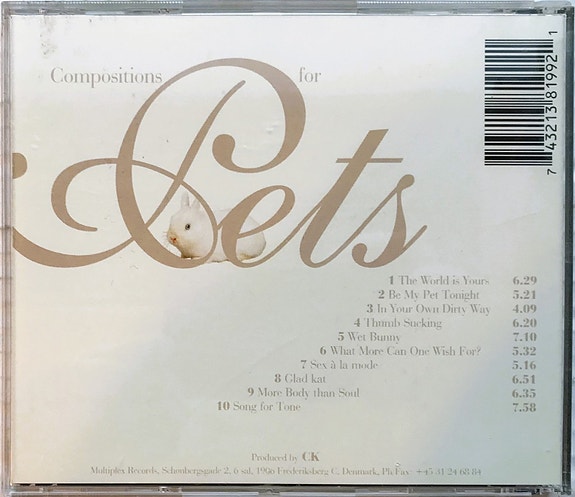 Compositions for
Pets
7 43213 81992 1
1 The World is Yours 6.29
2 Be My Pet Tonight 5.21
3 In Your Own Dirty Way 4.09
4 Thumb Sucking 6.20
5 Wet Bunny 7.10
6 What More Can One Wish For? 5.32
7 Sex à la mode 5.16
8 Glad kat 6.51
9 More Body than Soul 6.35
10 Song for Tone 7.58
Produced by CK
Multiplex Records, Schonbergsgade 2, 6 sal, 1906 Frederiksberg C, Denmark, Ph/Fax: +45 31 24 68 84